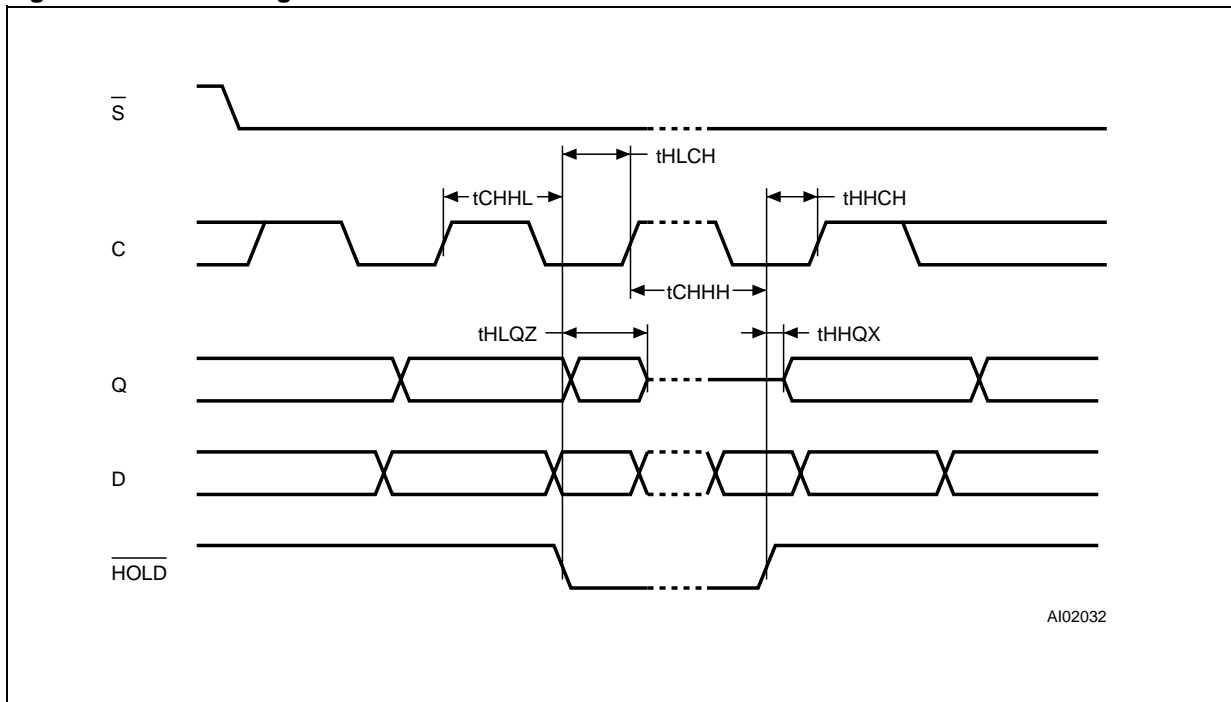 S
tHLCH
tCHHL
tHHCH
C
tCHHH
tHLQZ
tHHQX
Q
D
HOLD
AI02032